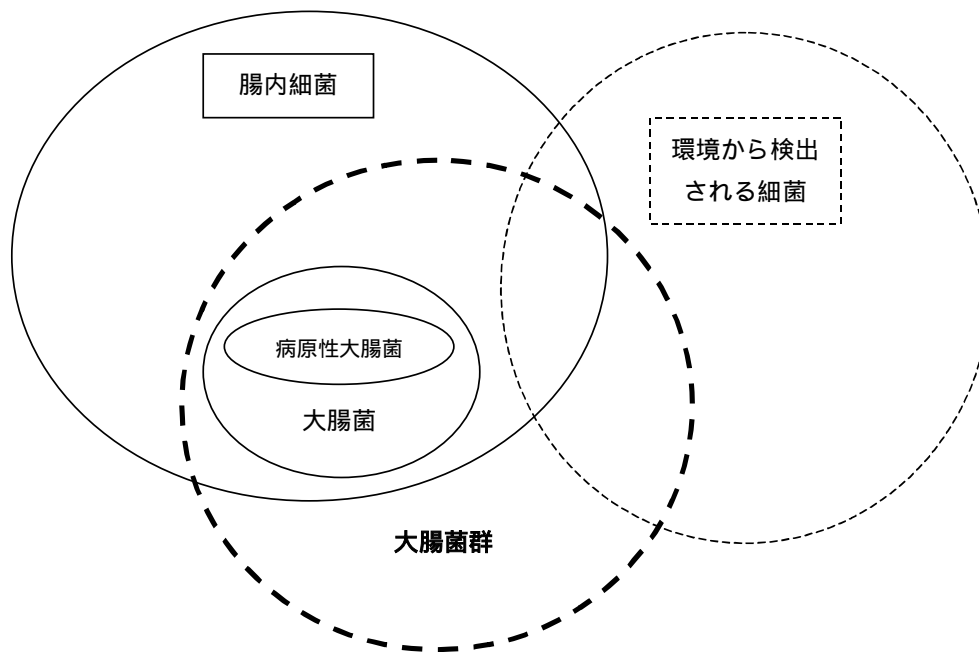 腸内細菌
環境から検出
される細菌
病原性大腸菌
大腸菌
大腸菌群